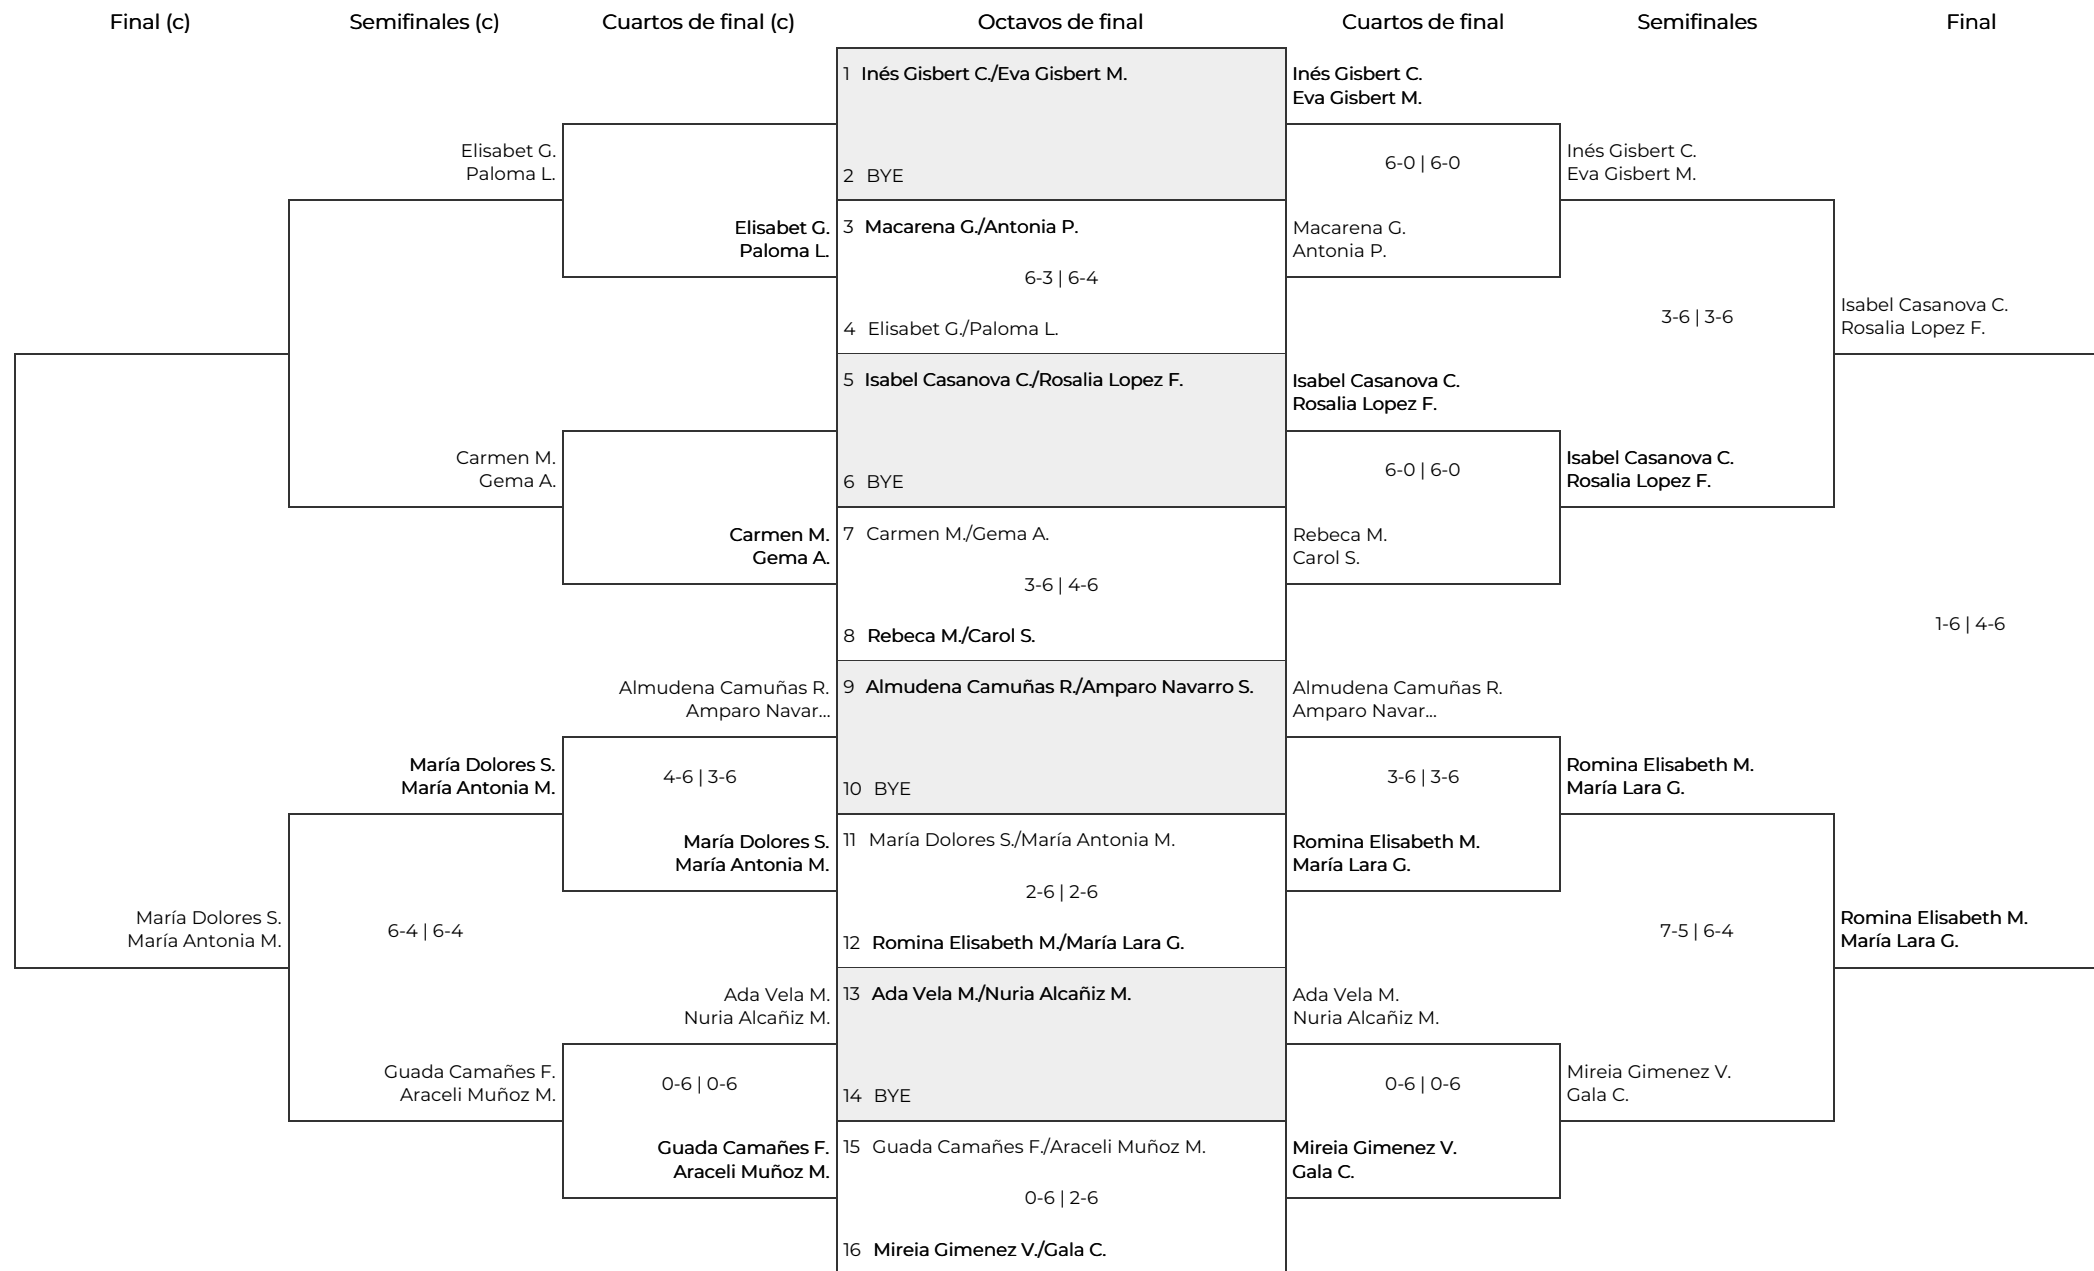 Final (c)
Semifinales (c)
Cuartos de final (c)
Octavos de final
Cuartos de final
Semifinales
Final
María Dolores S.
María Antonia M.
Elisabet G.
Paloma L.
Carmen M.
Gema A.
María Dolores S.
María Antonia M.
6-4 | 6-4
Guada Camañes F.
Araceli Muñoz M.
Elisabet G.
Paloma L.
Carmen M.
Gema A.
Almudena Camuñas R.
Amparo Navar...
4-6 | 3-6
María Dolores S.
María Antonia M.
Ada Vela M.
Nuria Alcañiz M.
0-6 | 0-6
Guada Camañes F.
Araceli Muñoz M.
1 Inés Gisbert C./Eva Gisbert M.
2 BYE
3 Macarena G./Antonia P.
6-3 | 6-4
4 Elisabet G./Paloma L.
5 Isabel Casanova C./Rosalia Lopez F.
6 BYE
7 Carmen M./Gema A.
3-6 | 4-6
8 Rebeca M./Carol S.
9 Almudena Camuñas R./Amparo Navarro S.
10 BYE
11 María Dolores S./María Antonia M.
2-6 | 2-6
12 Romina Elisabeth M./María Lara G.
13 Ada Vela M./Nuria Alcañiz M.
14 BYE
15 Guada Camañes F./Araceli Muñoz M.
0-6 | 2-6
16 Mireia Gimenez V./Gala C.
Inés Gisbert C.
Eva Gisbert M.
6-0 | 6-0
Macarena G.
Antonia P.
Isabel Casanova C.
Rosalia Lopez F.
6-0 | 6-0
Rebeca M.
Carol S.
Almudena Camuñas R.
Amparo Navar...
3-6 | 3-6
Romina Elisabeth M.
María Lara G.
Ada Vela M.
Nuria Alcañiz M.
0-6 | 0-6
Mireia Gimenez V.
Gala C.
Inés Gisbert C.
Eva Gisbert M.
3-6 | 3-6
Isabel Casanova C.
Rosalia Lopez F.
Romina Elisabeth M.
María Lara G.
7-5 | 6-4
Mireia Gimenez V.
Gala C.
Isabel Casanova C.
Rosalia Lopez F.
1-6 | 4-6
Romina Elisabeth M.
María Lara G.